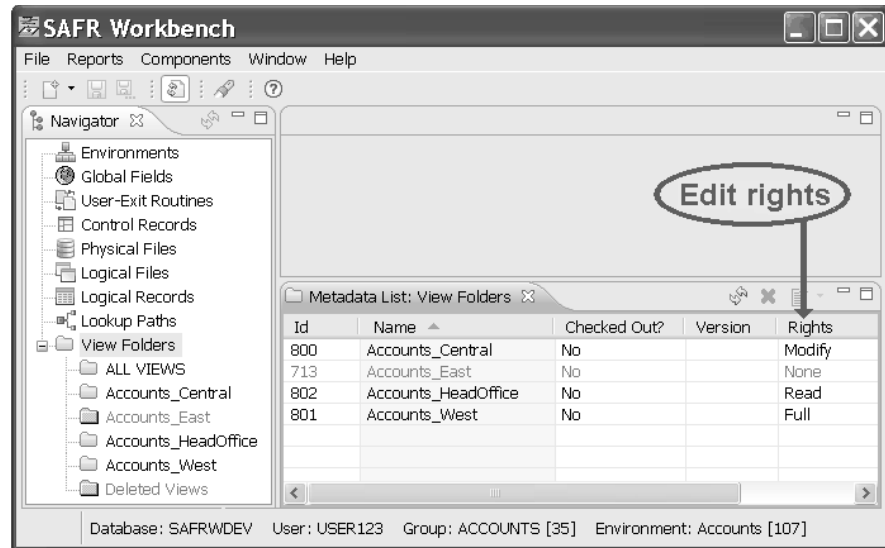 SAFR Workbench
File Reports Components Window Help
Navigator
Environments
Global Fields
User-Exit Routines
Control Records
Physical Files
Logical Files
Logical Records
Lookup Paths
View Folders
ALL VIEWS
Accounts_Central
Accounts_East
Accounts_HeadOffice
Accounts_West
Deleted Views
Edit rights
Metadata List: View Folders
Id Name Checked Out? Version Rights
800 Accounts_Central No Modify
713 Accounts_East No None
802 Accounts_HeadOffice No Read
801 Accounts_West No Full
Database: SAFRWDEV User: USER123 Group: ACCOUNTS [35] Environment: Accounts [107]